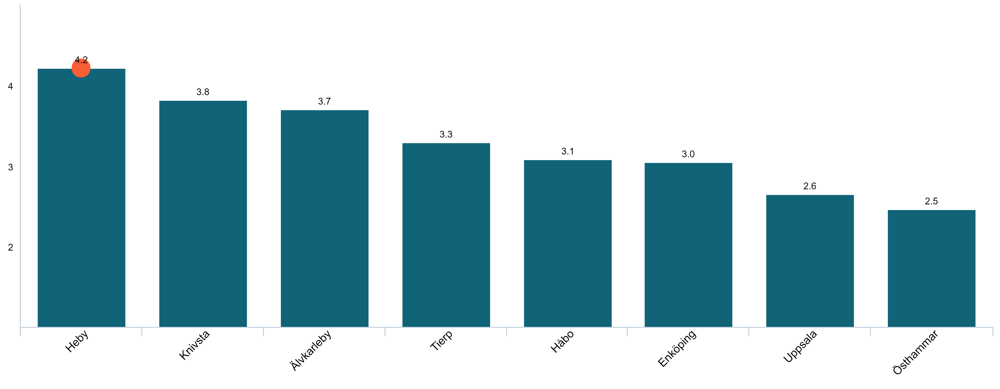 4.2
3.8
3.7
3.3
3.1
3.0
2.6
2.5
4
3
2
Heby
Knivsta
Älvkarleby
Tierp
Håbo
Enköping
Uppsala
Östhammar